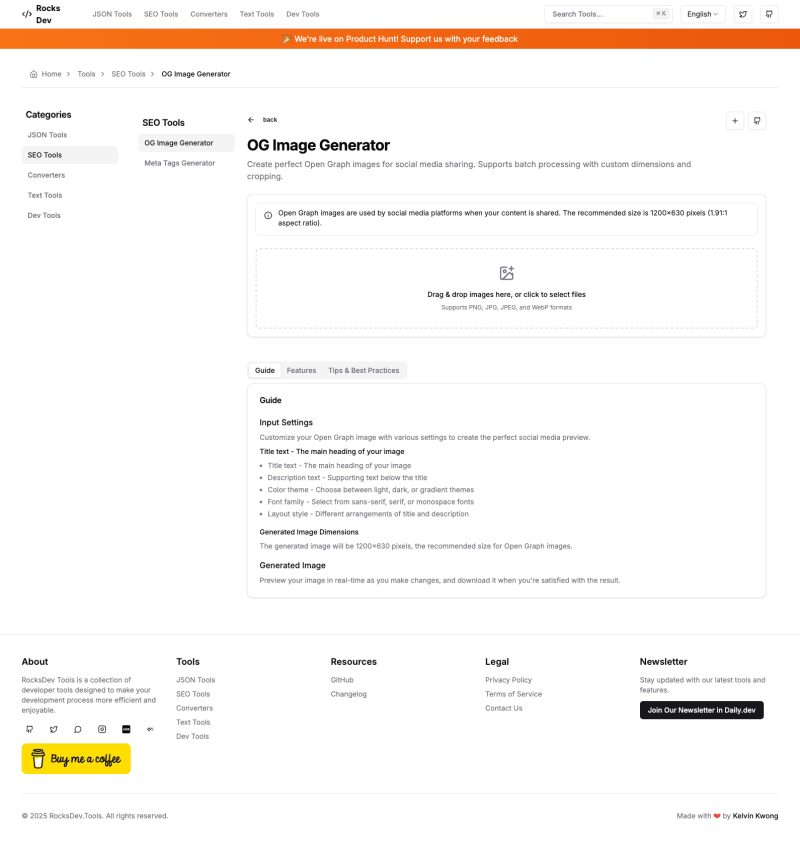 Rocks
Dev
JSON Tools
SEO Tools
Converters
Text Tools
Dev Tools
Search Tools...
⌘ K
English
🎉 We're live on Product Hunt! Support us with your feedback
Home
Tools
SEO Tools
OG Image Generator
Categories
JSON Tools
SEO Tools
Converters
Text Tools
Dev Tools
SEO Tools
OG Image Generator
Meta Tags Generator
back
OG Image Generator
Create perfect Open Graph images for social media sharing. Supports batch processing with custom dimensions and
cropping.
Open Graph images are used by social media platforms when your content is shared. The recommended size is 1200×630 pixels (1.91:1
aspect ratio).
Drag & drop images here, or click to select files
Supports PNG, JPG, JPEG, and WebP formats
Guide
Features
Tips & Best Practices
Guide
Input Settings
Customize your Open Graph image with various settings to create the perfect social media preview.
Title text - The main heading of your image
• Title text - The main heading of your image
• Description text - Supporting text below the title
• Color theme - Choose between light, dark, or gradient themes
• Font family - Select from sans-serif, serif, or monospace fonts
• Layout style - Different arrangements of title and description
Generated Image Dimensions
The generated image will be 1200×630 pixels, the recommended size for Open Graph images.
Generated Image
Preview your image in real-time as you make changes, and download it when you're satisfied with the result.
About
RocksDev Tools is a collection of
developer tools designed to make your
development process more efficient and
enjoyable.
Buy me a coffee
Tools
JSON Tools
SEO Tools
Converters
Text Tools
Dev Tools
Resources
GitHub
Changelog
Legal
Privacy Policy
Terms of Service
Contact Us
Newsletter
Stay updated with our latest tools and
features.
Join Our Newsletter in Daily.dev
© 2025 RocksDev.Tools. All rights reserved.
Made with ❤️ by Kelvin Kwong